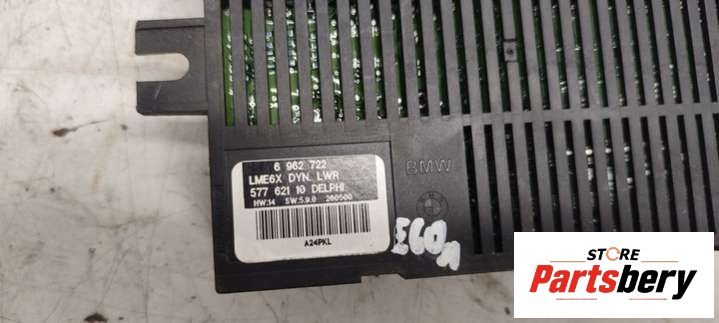 6 962 722
LME6X DYN. LWR
577 621 10 DELPHI
HW:14 SW:5.9.0 260500
A24PKL
BMW
STORE
Partsbery